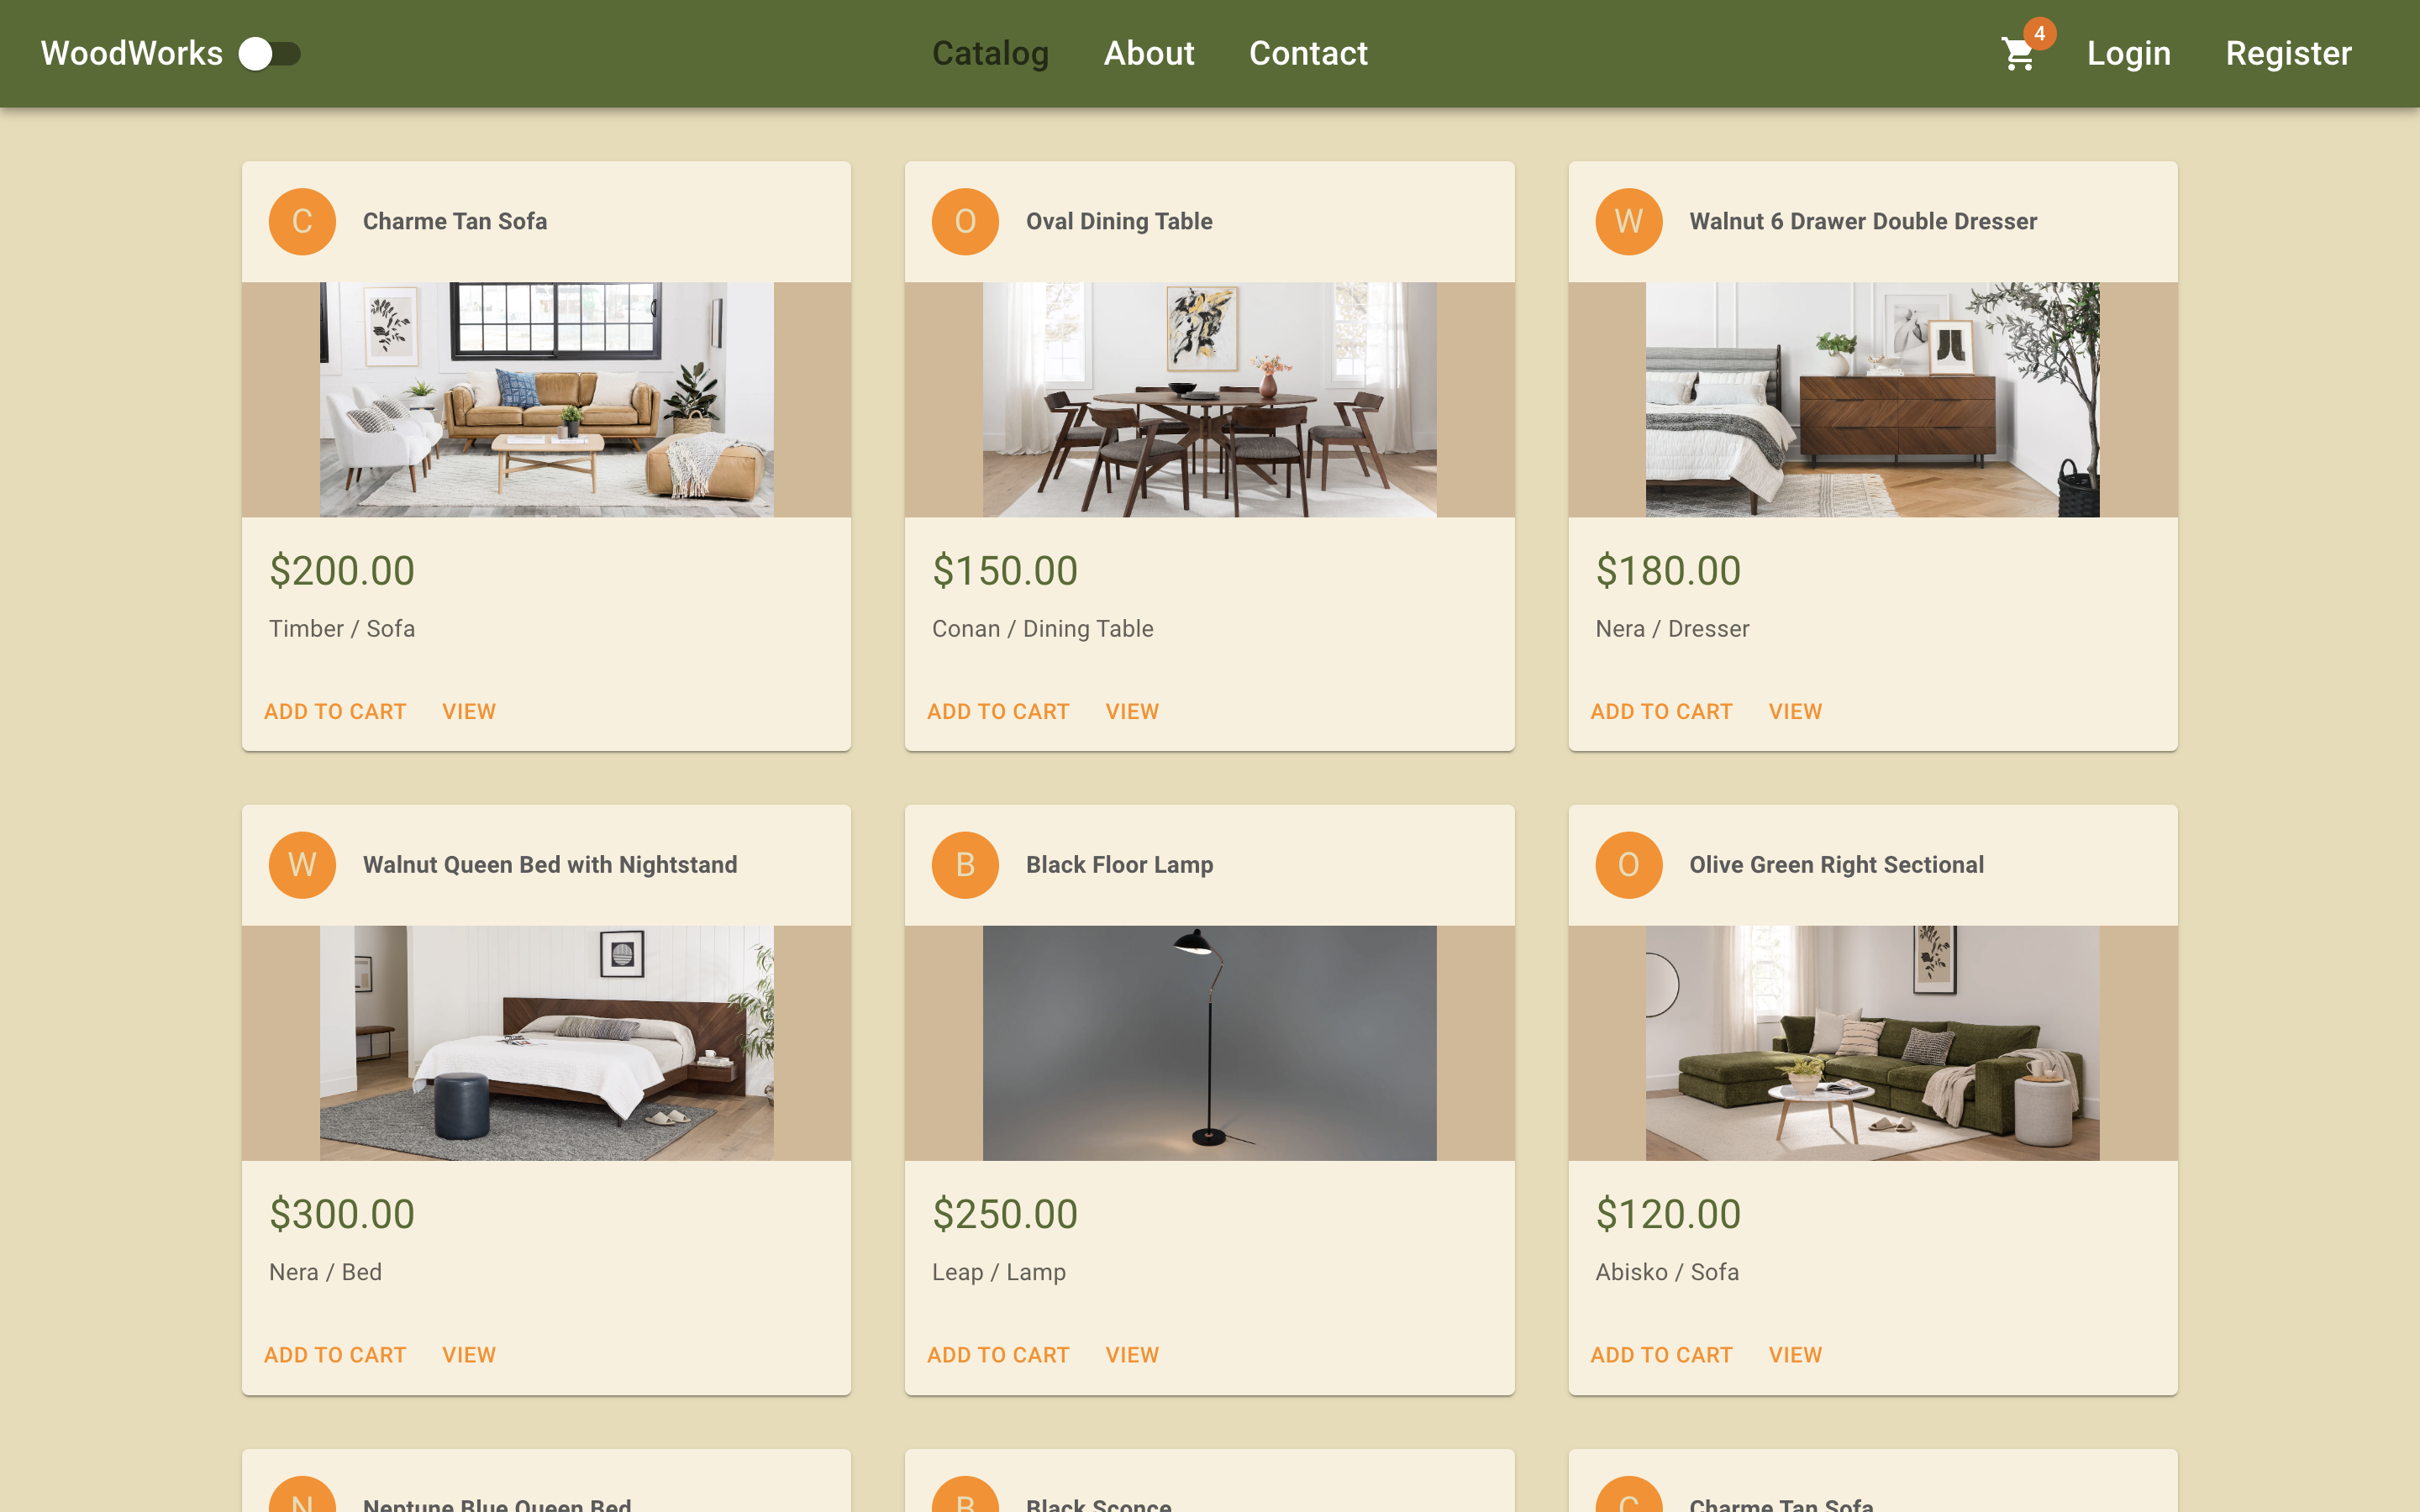 WoodWorks
Catalog About Contact
4
Login Register
C Charme Tan Sofa
$200.00
Timber / Sofa
ADD TO CART VIEW
O Oval Dining Table
$150.00
Conan / Dining Table
ADD TO CART VIEW
W Walnut 6 Drawer Double Dresser
$180.00
Nera / Dresser
ADD TO CART VIEW
W Walnut Queen Bed with Nightstand
$300.00
Nera / Bed
ADD TO CART VIEW
B Black Floor Lamp
$250.00
Leap / Lamp
ADD TO CART VIEW
O Olive Green Right Sectional
$120.00
Abisko / Sofa
ADD TO CART VIEW
N Neptune Blue Queen Bed
B Black Sconce
C Charme Tan Sofa